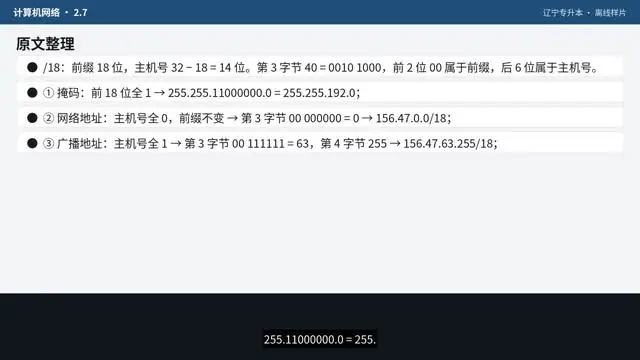 计算机网络 · 2.7
辽宁专升本 · 离线样片
原文整理
● /18：前缀 18 位，主机号 32 − 18 = 14 位。第 3 字节 40 = 0010 1000，前 2 位 00 属于前缀，后 6 位属于主机号。
● ① 掩码：前 18 位全 1 → 255.255.11000000.0 = 255.255.192.0；
● ② 网络地址：主机号全 0，前缀不变 → 第 3 字节 00 000000 = 0 → 156.47.0.0/18；
● ③ 广播地址：主机号全 1 → 第 3 字节 00 111111 = 63，第 4 字节 255 → 156.47.63.255/18；
255.11000000.0 = 255.